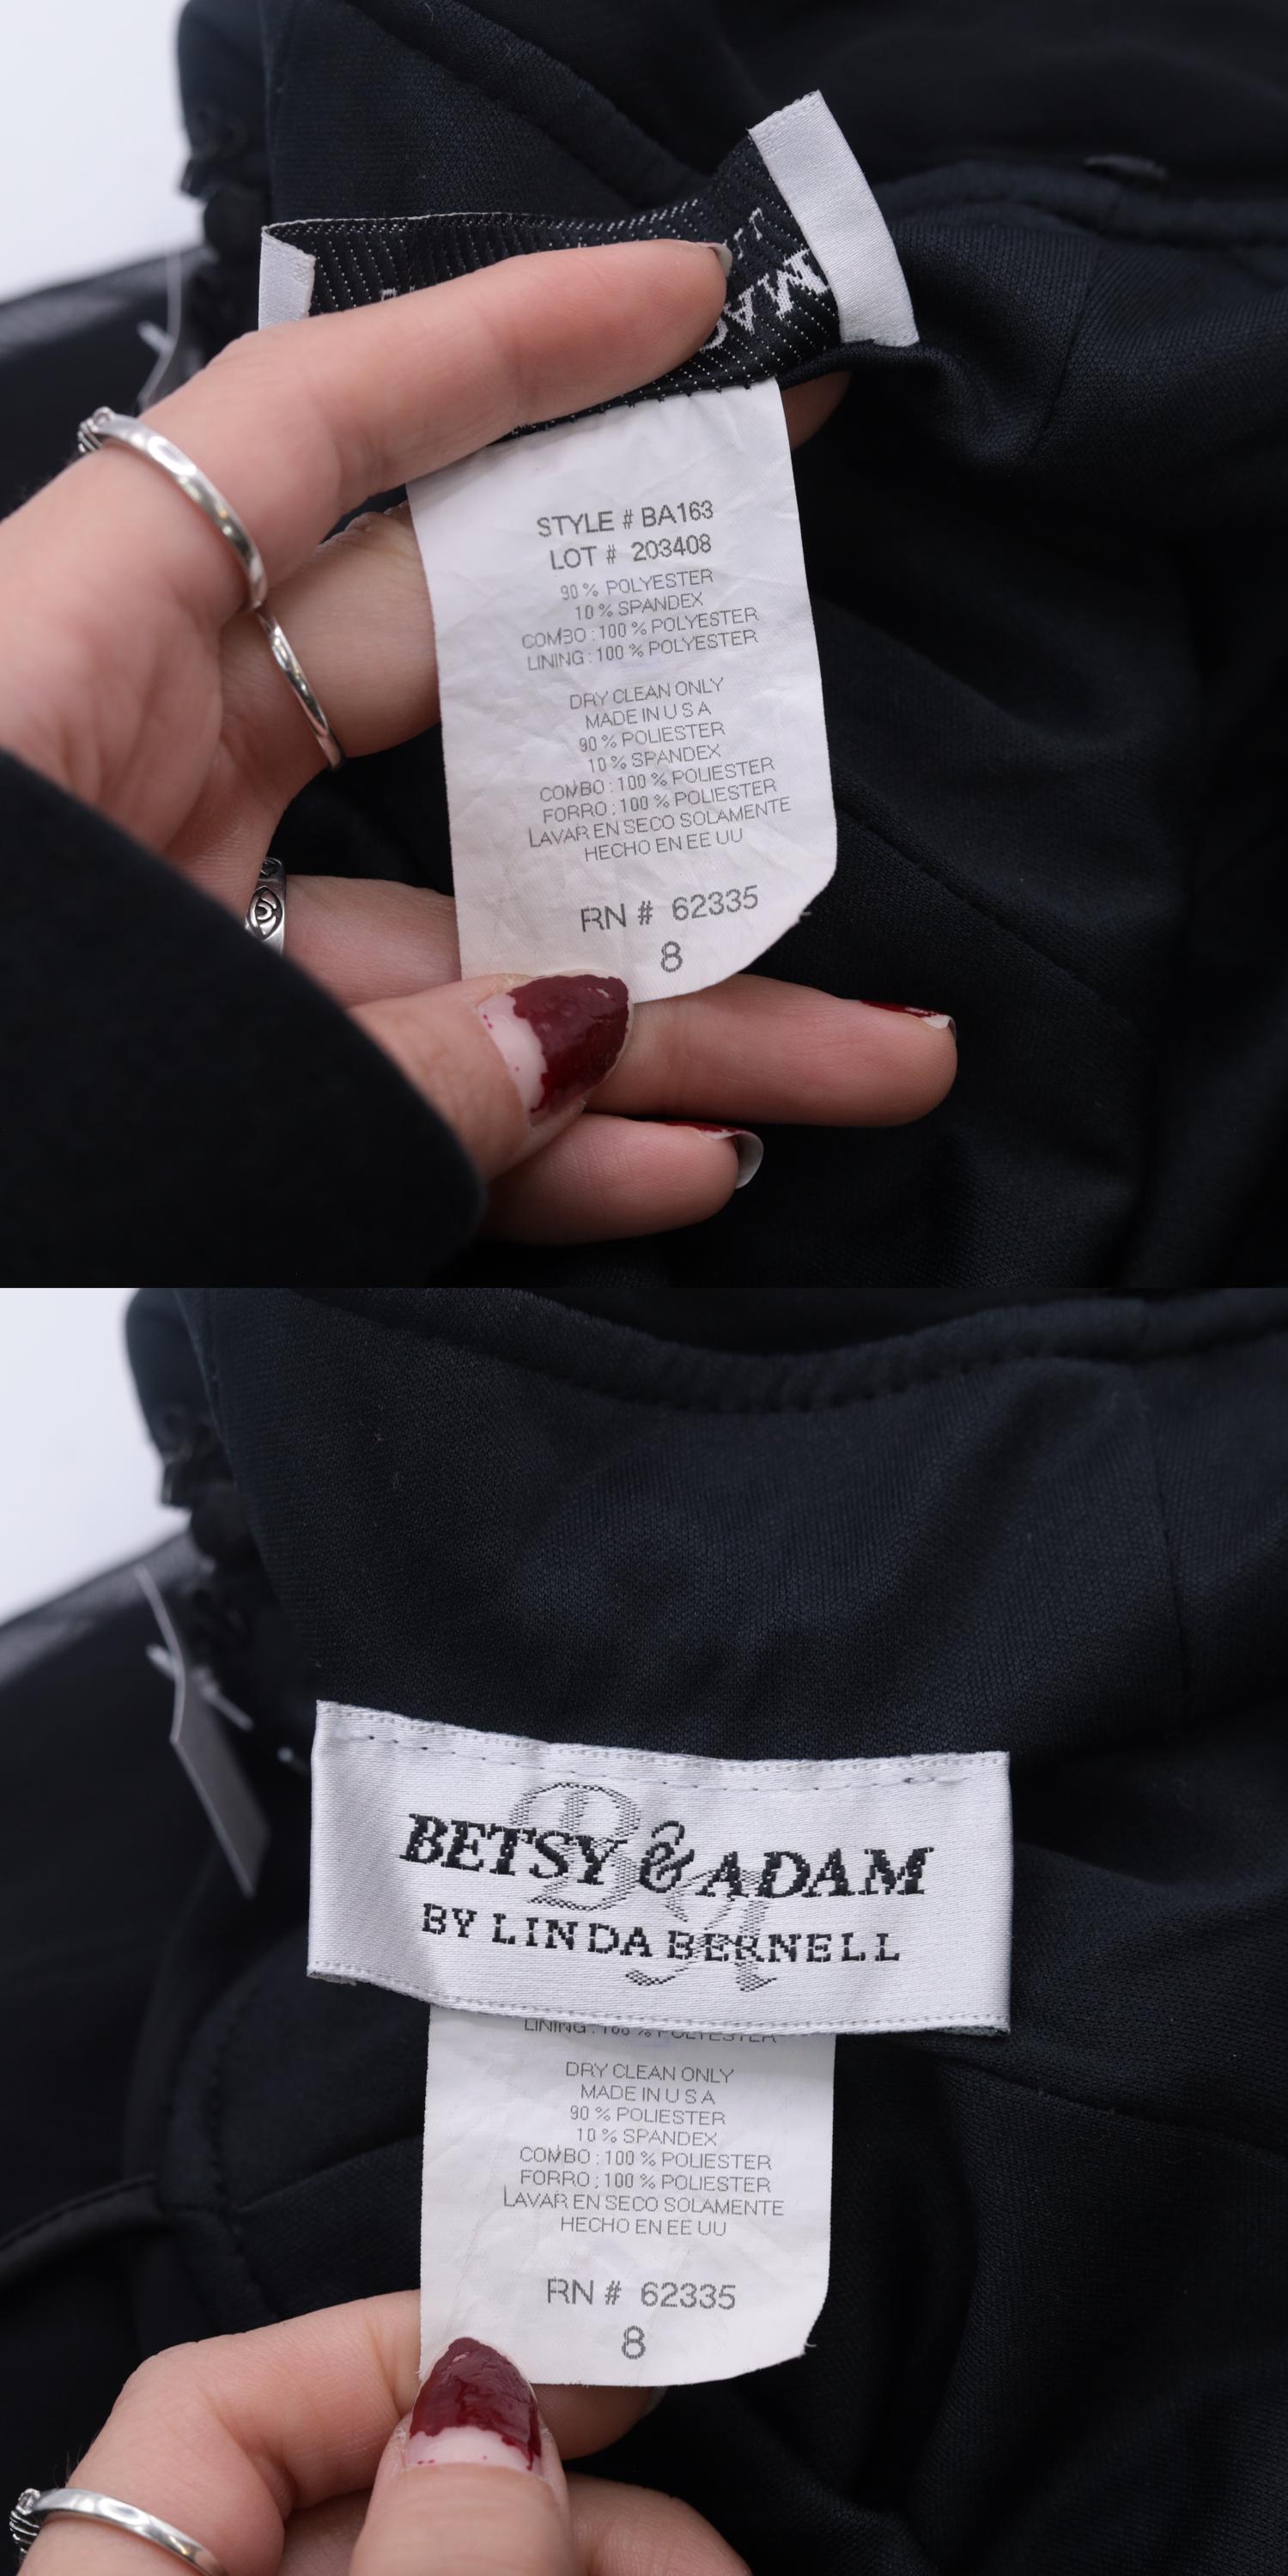 STYLE # BA163
LOT # 203408
90 % POLYESTER
10 % SPANDEX
COMBO : 100 % POLYESTER
LINING : 100 % POLYESTER
DRY CLEAN ONLY
MADE IN U S A
90 % POLIESTER
10 % SPANDEX
COMBO : 100 % POLIESTER
FORRO : 100 % POLIESTER
LAVAR EN SECO SOLAMENTE
HECHO EN EE UU
RN # 62335
8
BETSY & ADAM
BY LINDA BERNELL
LINING : 100 % POLYESTER
DRY CLEAN ONLY
MADE IN U S A
90 % POLIESTER
10 % SPANDEX
COMBO : 100 % POLIESTER
FORRO : 100 % POLIESTER
LAVAR EN SECO SOLAMENTE
HECHO EN EE UU
RN # 62335
8